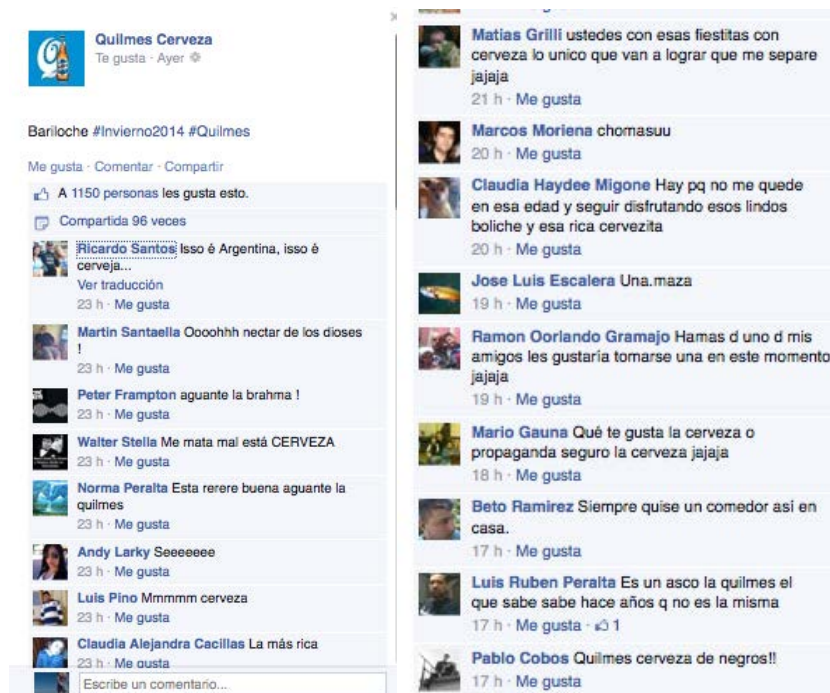 Quilmes Cerveza
Te gusta · Ayer
Bariloche #Invierno2014 #Quilmes
Me gusta · Comentar · Compartir
A 1150 personas les gusta esto.
Compartida 96 veces
Ricardo Santos Isso é Argentina, isso é
cerveja...
Ver traducción
23 h · Me gusta
Martin Santaella Oooohhh nectar de los dioses
!
23 h · Me gusta
Peter Frampton aguante la brahma !
23 h · Me gusta
Walter Stella Me mata mal está CERVEZA
23 h · Me gusta
Norma Peralta Esta rerere buena aguante la
quilmes
23 h · Me gusta
Andy Larky Seeeeeee
23 h · Me gusta
Luis Pino Mmmmm cerveza
23 h · Me gusta
Claudia Alejandra Cacillas La más rica
23 h · Me gusta
Escribe un comentario...
Matias Grilli ustedes con esas fiestitas con
cerveza lo unico que van a lograr que me separe
jajaja
21 h · Me gusta
Marcos Moriena chomasuu
20 h · Me gusta
Claudia Haydee Migone Hay pq no me quede
en esa edad y seguir disfrutando esos lindos
boliche y esa rica cervezita
20 h · Me gusta
Jose Luis Escalera Una.maza
19 h · Me gusta
Ramon Oorlando Gramajo Hamas d uno d mis
amigos les gustaría tomarse una en este momento
jajaja
19 h · Me gusta
Mario Gauna Qué te gusta la cerveza o
propaganda seguro la cerveza jajaja
18 h · Me gusta
Beto Ramirez Siempre quise un comedor asi en
casa.
17 h · Me gusta
Luis Ruben Peralta Es un asco la quilmes el
que sabe sabe hace años q no es la misma
17 h · Me gusta · 1
Pablo Cobos Quilmes cerveza de negros!!
17 h · Me gusta